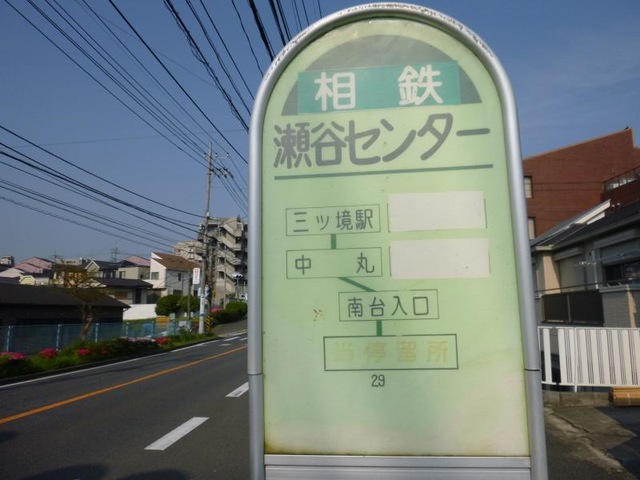 相鉄
瀬谷センター
三ツ境駅
中丸
南台入口
当停留所
29